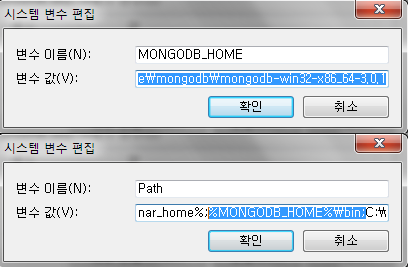 시스템 변수 편집
변수 이름(N): MONGODB_HOME
변수 값(V): e₩mongodb₩mongodb-win32-x86_64-3,0,1
확인 취소
시스템 변수 편집
변수 이름(N): Path
변수 값(V): nar_home%;%MONGODB_HOME%₩bin;C:₩
확인 취소